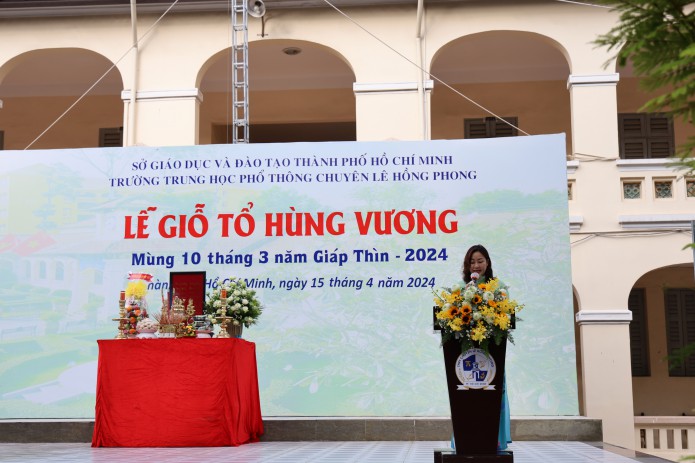 SỞ GIÁO DỤC VÀ ĐÀO TẠO THÀNH PHỐ HỒ CHÍ MINH
TRƯỜNG TRUNG HỌC PHỔ THÔNG CHUYÊN LÊ HỒNG PHONG
LỄ GIỖ TỔ HÙNG VƯƠNG
Mùng 10 tháng 3 năm Giáp Thìn - 2024
Hồ Chí Minh, ngày 15 tháng 4 năm 2024